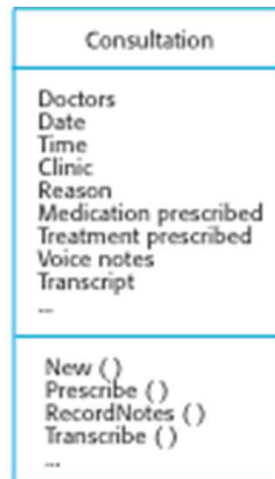 Consultation
Doctors
Date
Time
Clinic
Reason
Medication prescribed
Treatment prescribed
Voice notes
Transcript
...
New ( )
Prescribe ( )
RecordNotes ( )
Transcribe ( )
...